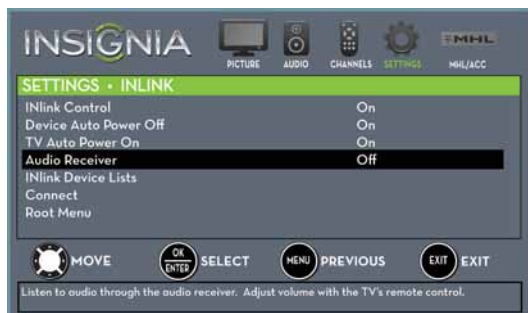 INSIGNIA
PICTURE AUDIO CHANNELS SETTINGS MHL/ACC
MHL
SETTINGS • INLINK
INlink Control On
Device Auto Power Off On
TV Auto Power On On
Audio Receiver Off
INlink Device Lists
Connect
Root Menu
MOVE OK ENTER SELECT MENU PREVIOUS EXIT EXIT
Listen to audio through the audio receiver. Adjust volume with the TV's remote control.